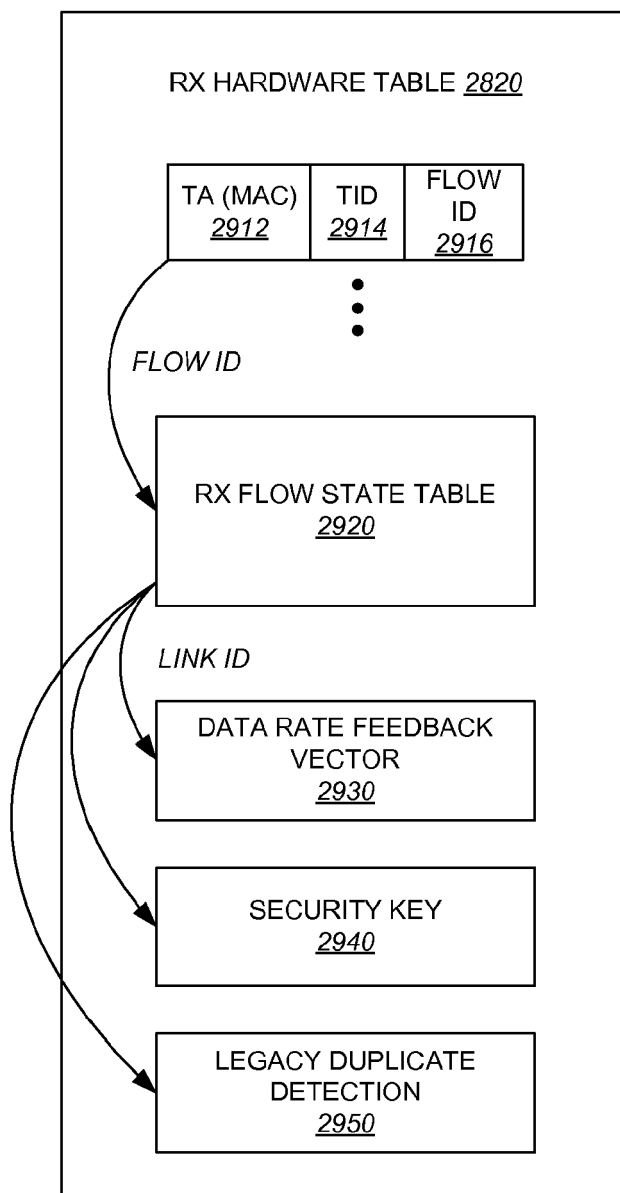 RX HARDWARE TABLE 2820
TA (MAC)
2912
TID
2914
FLOW
ID
2916
FLOW ID
RX FLOW STATE TABLE
2920
LINK ID
DATA RATE FEEDBACK
VECTOR
2930
SECURITY KEY
2940
LEGACY DUPLICATE
DETECTION
2950